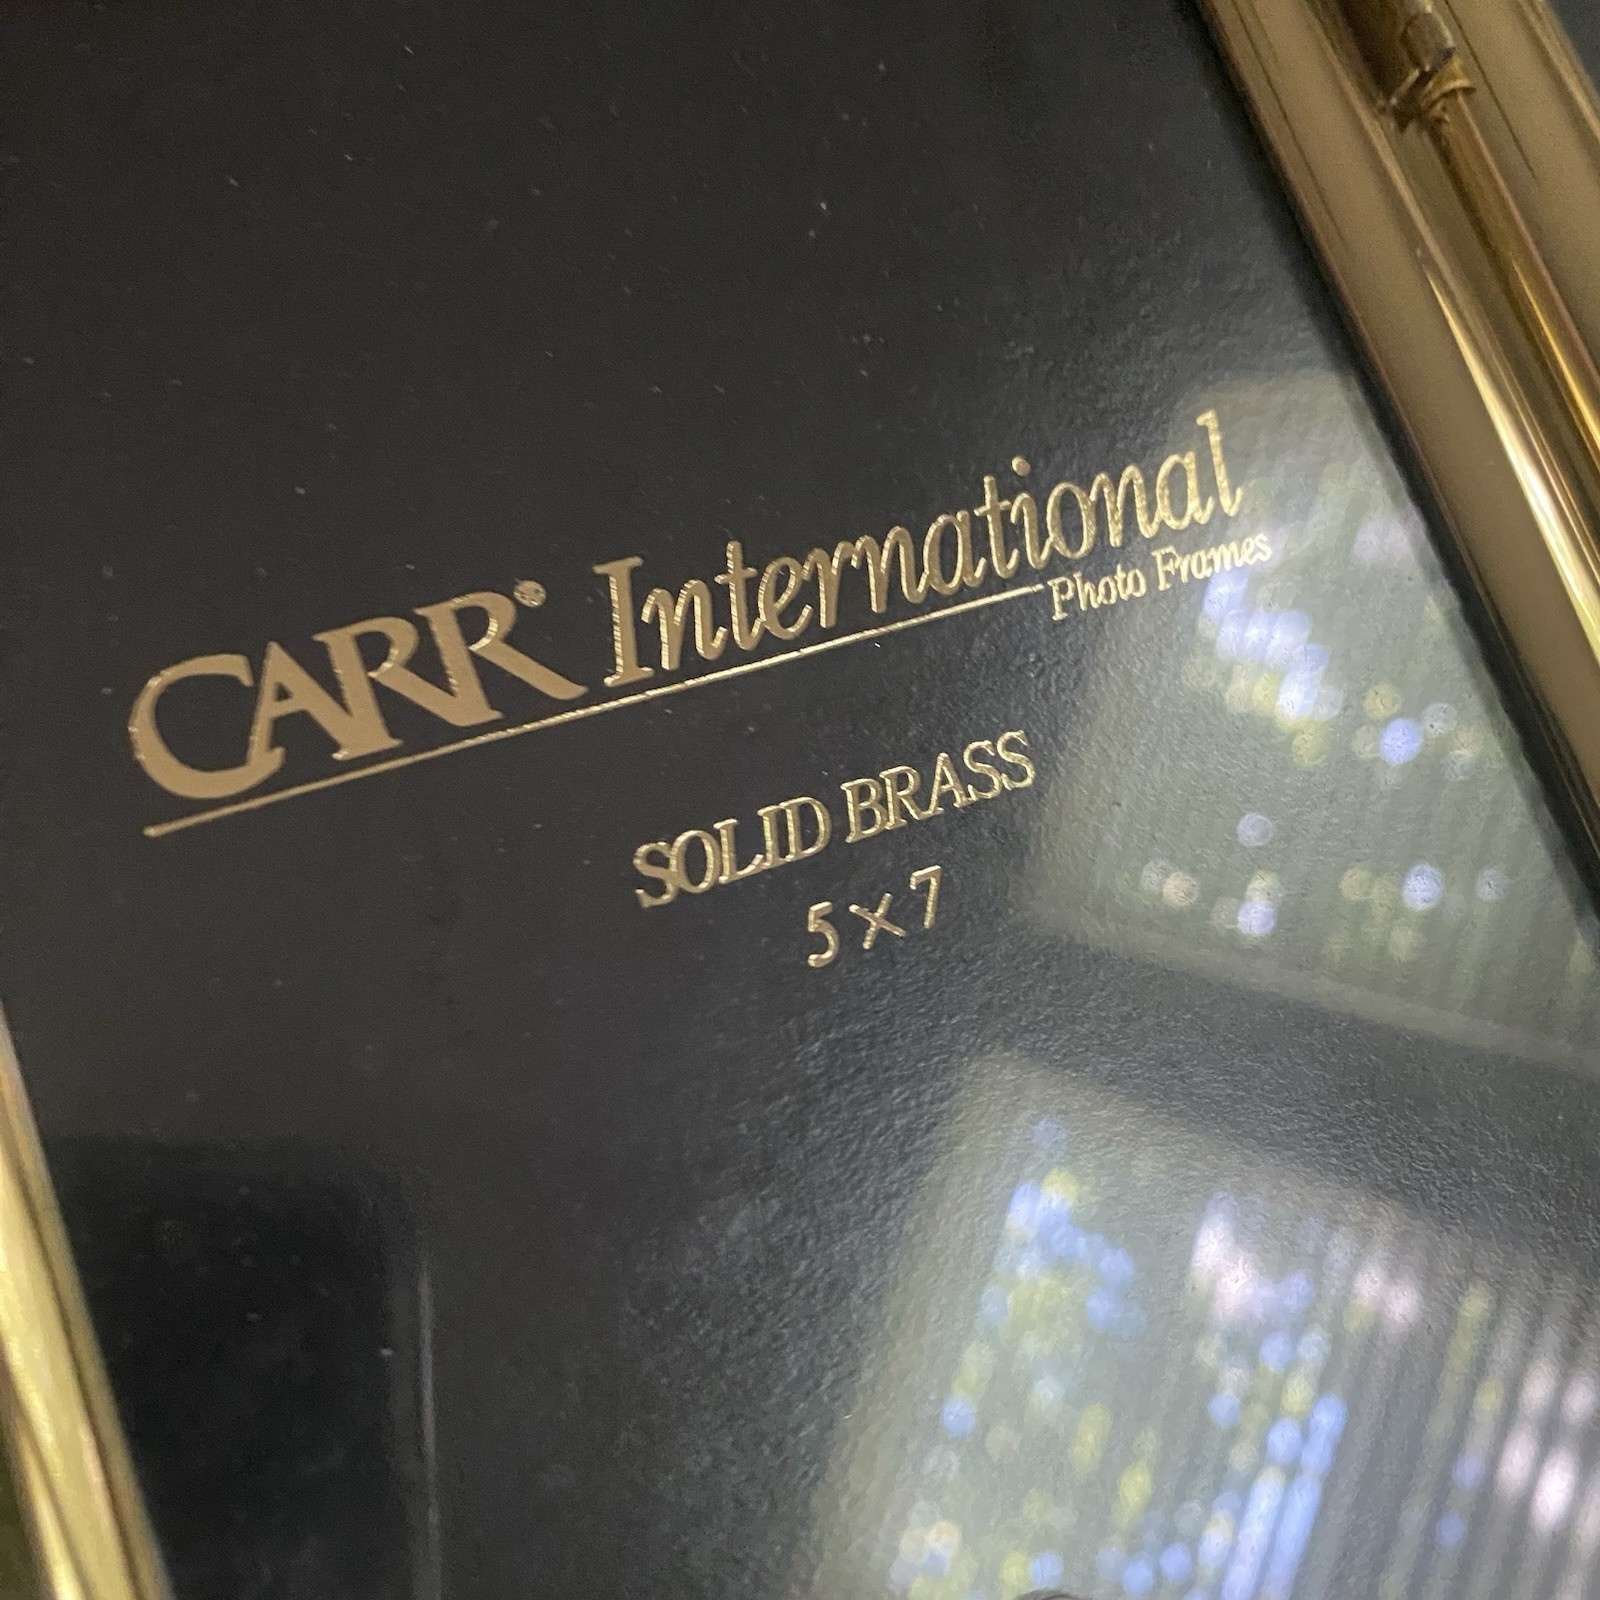 CARR® International
Photo Frames
SOLID BRASS
5 x 7